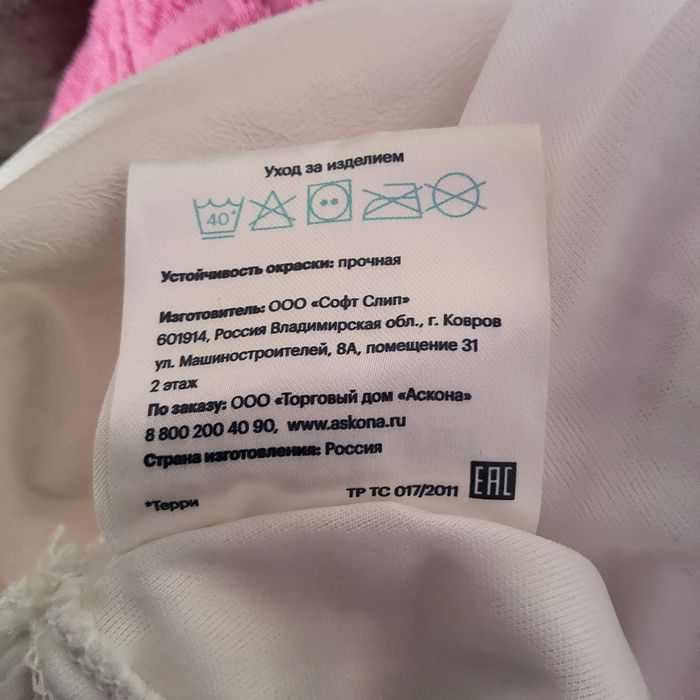 Уход за изделием
40°
Устойчивость окраски: прочная
Изготовитель: ООО «Софт Слип»
601914, Россия Владимирская обл., г. Ковров
ул. Машиностроителей, 8А, помещение 31
2 этаж
По заказу: ООО «Торговый дом «Аскона»
8 800 200 40 90, www.askona.ru
Страна изготовления: Россия
*Терри ТР ТС 017/2011 EAC